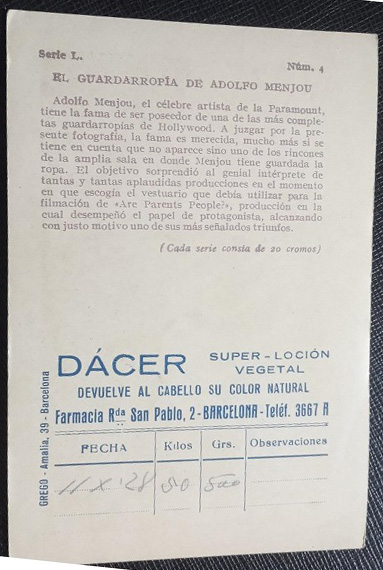 Serie L.
Núm. 4
EL GUARDARROPÍA DE ADOLFO MENJOU
Adolfo Menjou, el célebre artista de la Paramount,
tiene la fama de ser poseedor de una de las más comple-
tas guardarropías de Hollywood. A juzgar por la pre-
sente fotografía, la fama es merecida, mucho más si se
tiene en cuenta que no aparece sino uno de los rincones
de la amplia sala en donde Menjou tiene guardada la
ropa. El objetivo sorprendió al genial intérprete de
tantas y tantas aplaudidas producciones en el momento
en que escogía el vestuario que debía utilizar para la
filmación de «Are Parents People?», producción en la
cual desempeñó el papel de protagonista, alcanzando
con justo motivo uno de sus más señalados triunfos.
(Cada serie consta de 20 cromos)
DÁCER SUPER-LOCIÓN
VEGETAL
DEVUELVE AL CABELLO SU COLOR NATURAL
Farmacia Rda San Pablo, 2-BARCELONA-Teléf. 3667 A
FECHA Kilos Grs. Observaciones
11 X '28 50 500
GREGO - Amalia, 39 - Barcelona